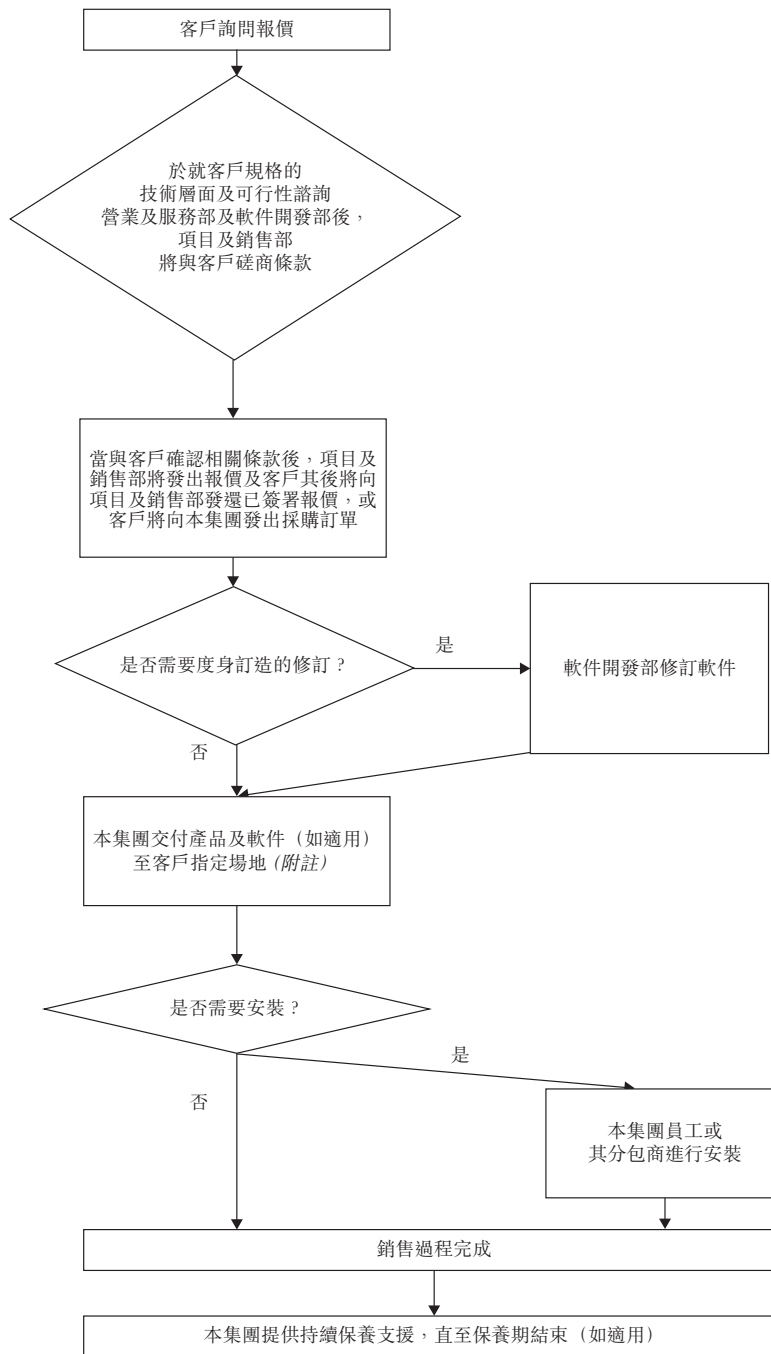 客戶詢問報價
於就客戶規格的
技術層面及可行性諮詢
營業及服務部及軟件開發部後，
項目及銷售部
將與客戶磋商條款
當與客戶確認相關條款後，項目及
銷售部將發出報價及客戶其後將向
項目及銷售部發還已簽署報價，或
客戶將向本集團發出採購訂單
是否需要度身訂造的修訂？
是
軟件開發部修訂軟件
否
本集團交付產品及軟件（如適用）
至客戶指定場地(附註)
是否需要安裝？
是
否
本集團員工或
其分包商進行安裝
銷售過程完成
本集團提供持續保養支援，直至保養期結束（如適用）